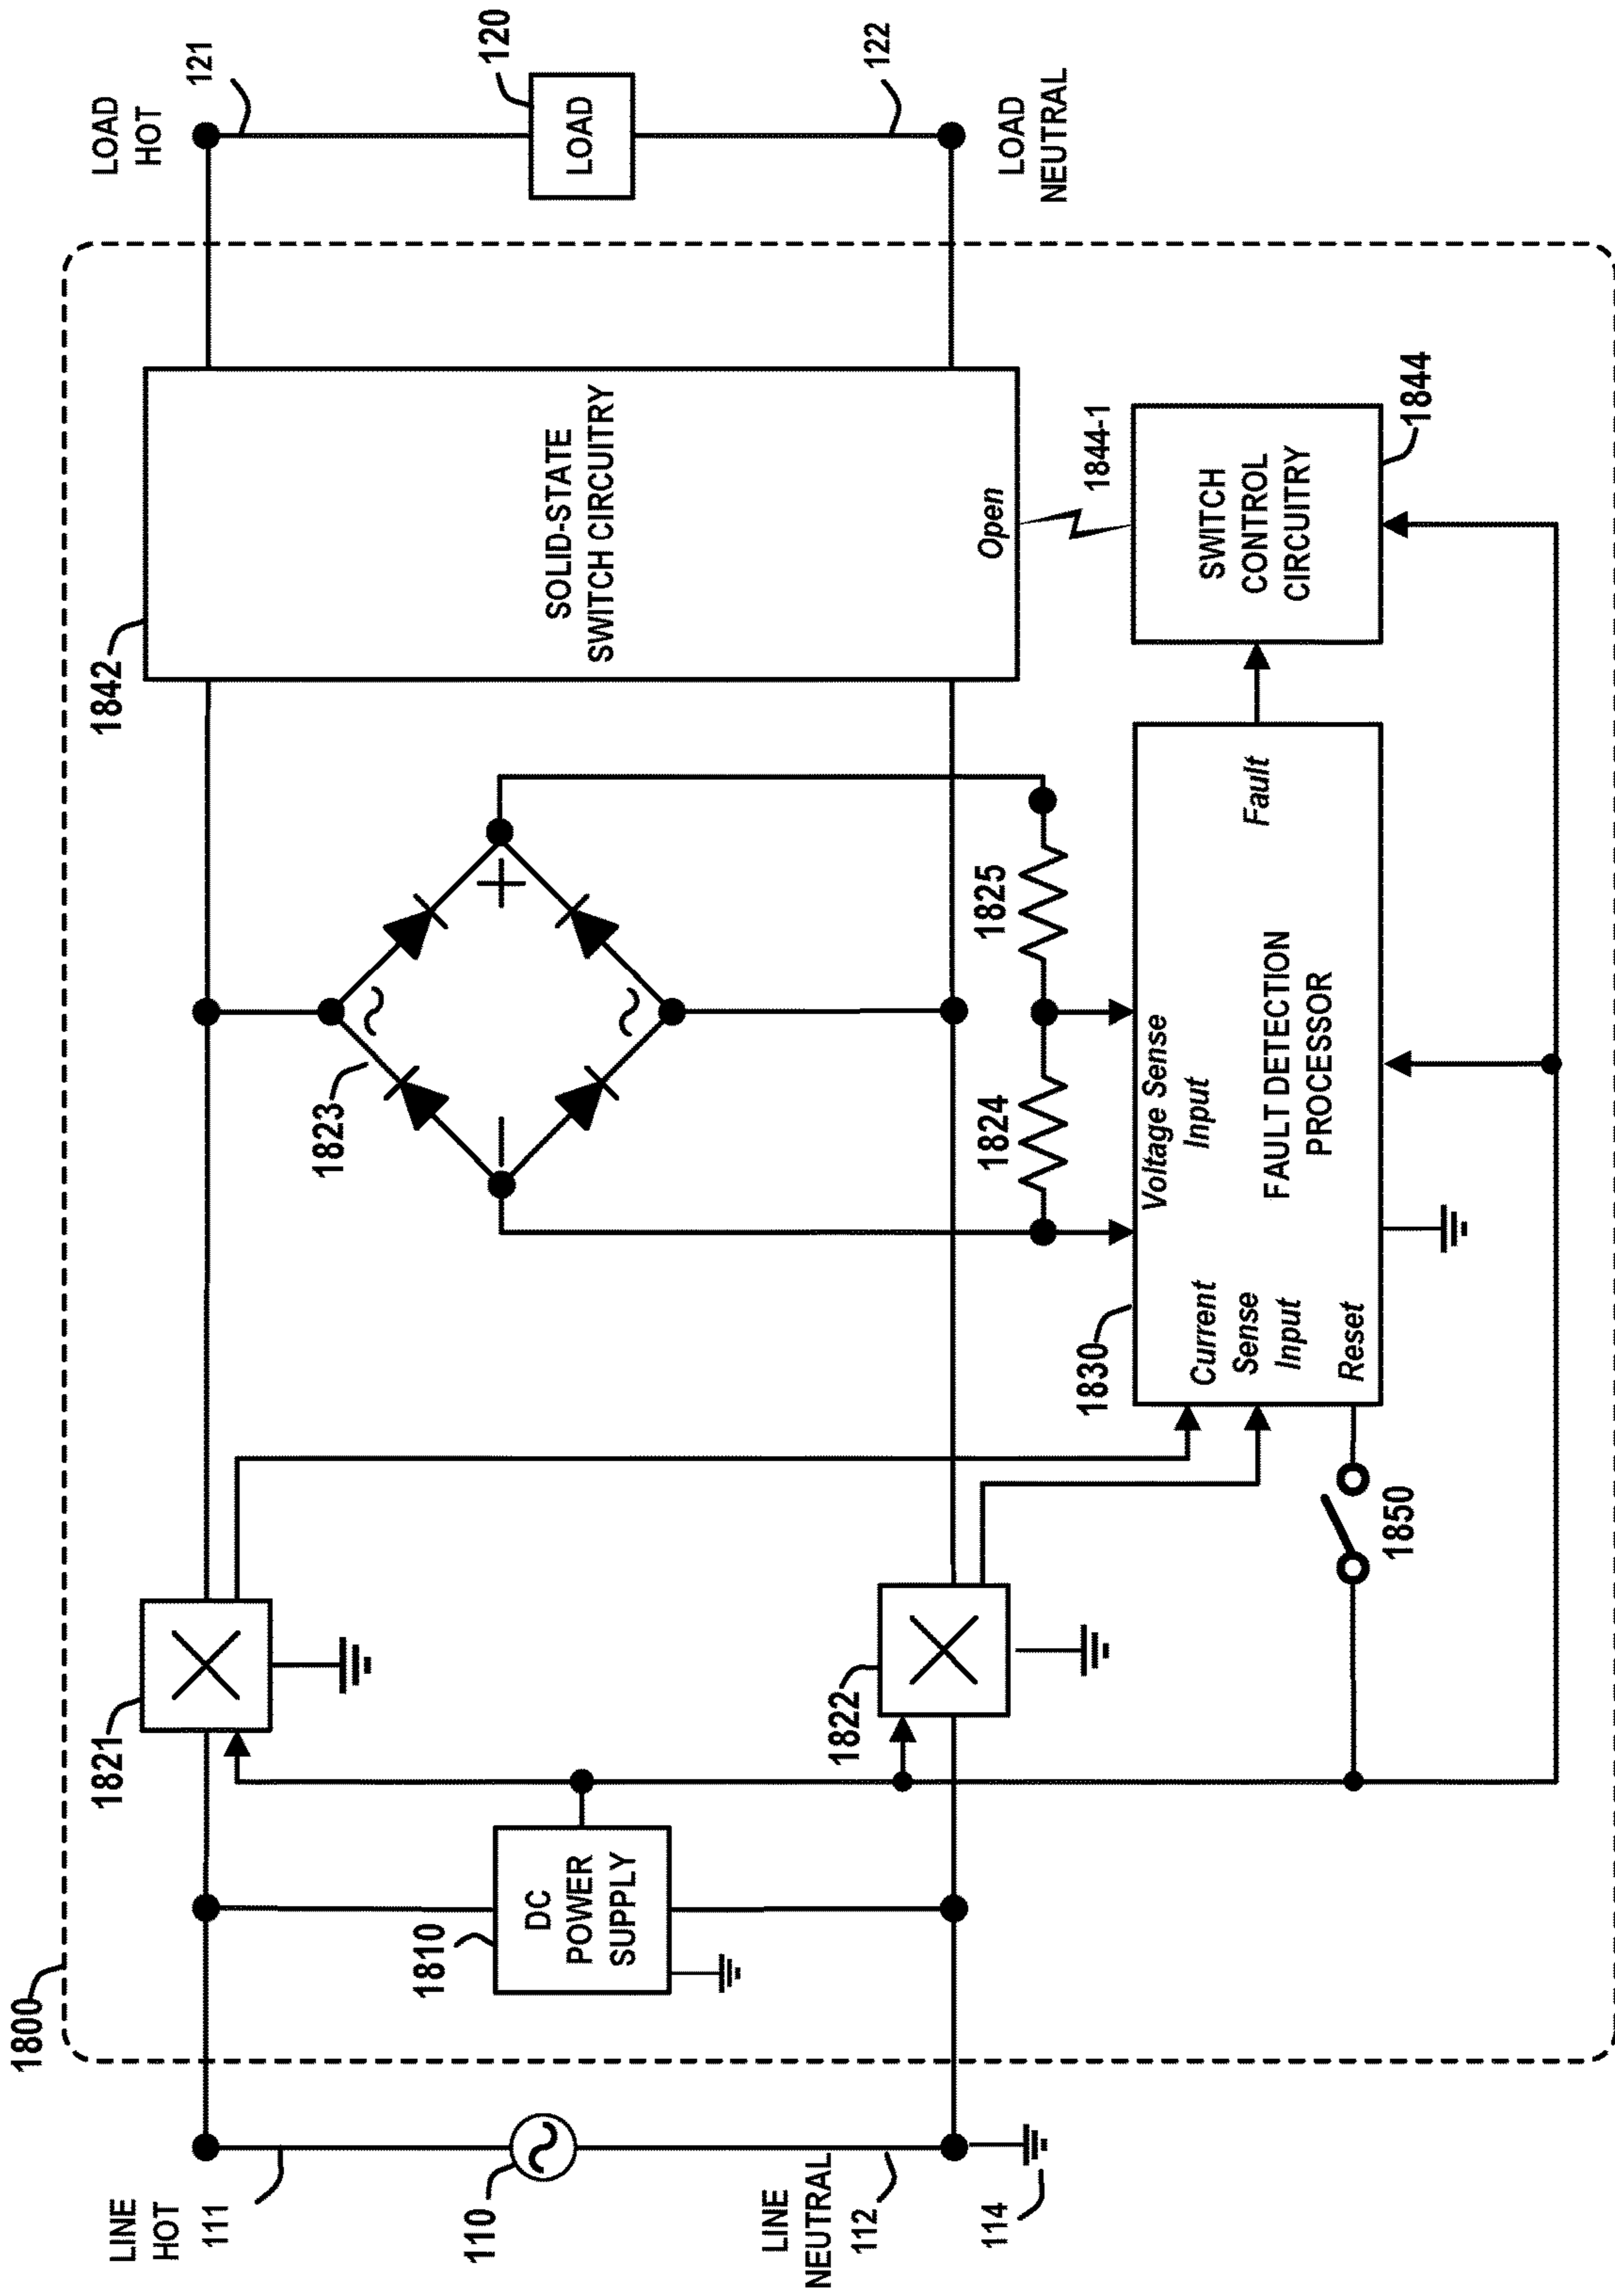 1800
LINE
HOT
111
110
LINE
NEUTRAL
112
114
1810
DC
POWER
SUPPLY
1821
1822
1823
1824
1825
1830
Voltage Sense
Input
Current
Sense
Input
Reset
FAULT DETECTION
PROCESSOR
Fault
1850
1842
SOLID-STATE
SWITCH CIRCUITRY
Open
1844-1
SWITCH
CONTROL
CIRCUITRY
1844
LOAD
HOT
121
120
LOAD
122
LOAD
NEUTRAL